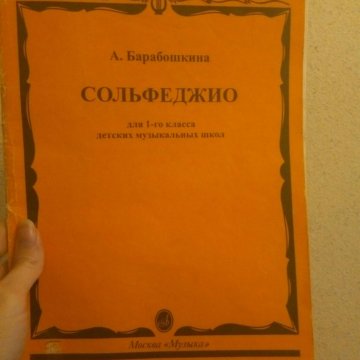 А. Барабошкина
СОЛЬФЕДЖИО
для 1-го класса
детских музыкальных школ
Москва «Музыка»